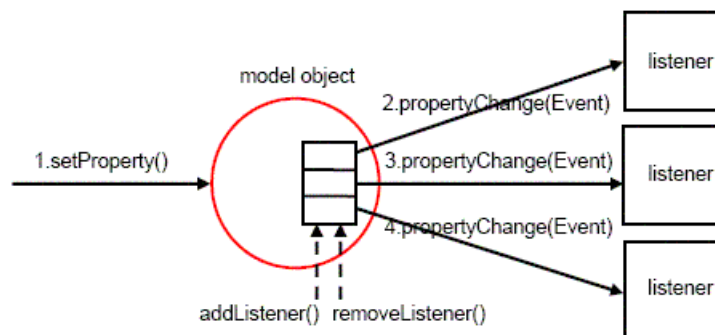 model object
listener
2.propertyChange(Event)
1.setProperty()
3.propertyChange(Event)
listener
4.propertyChange(Event)
listener
addListener() removeListener()